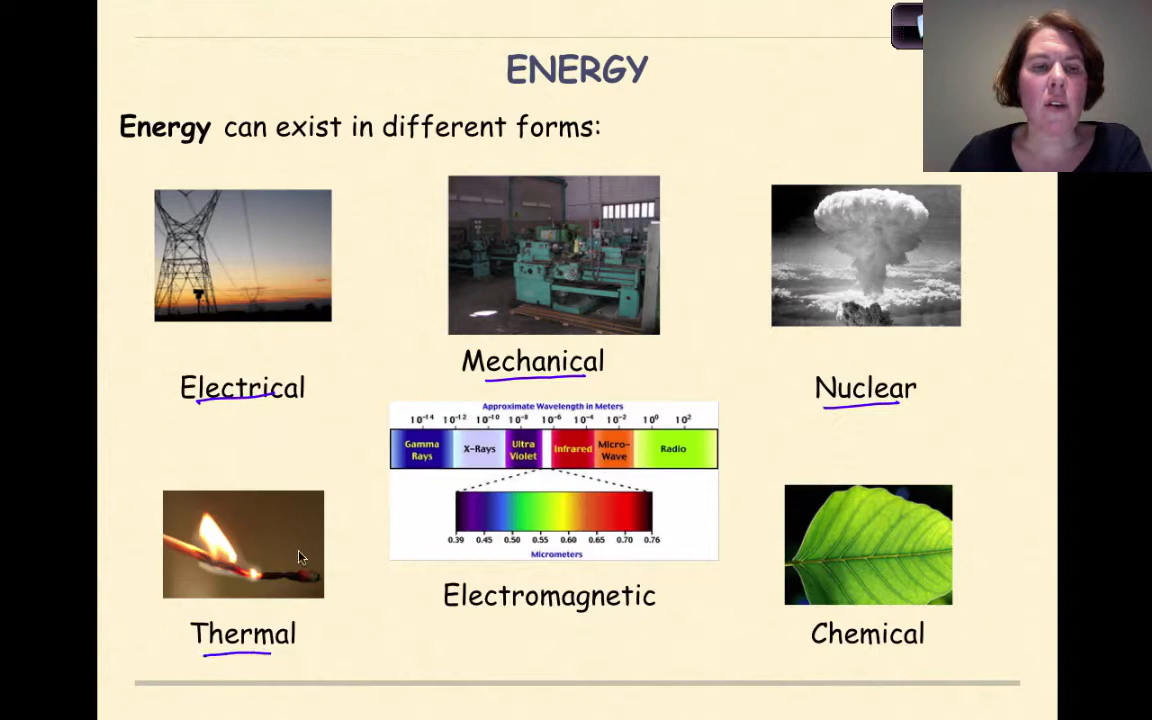 ENERGY
Energy can exist in different forms:
Electrical
Mechanical
Nuclear
Approximate Wavelength in Meters
10-14 10-12 10-10 10-8 10-6 10-4 10-2 100 102
Gamma Rays X-Rays Ultra Violet Infrared Micro-Wave Radio
0.39 0.45 0.50 0.55 0.60 0.65 0.70 0.76
Micrometers
Thermal
Electromagnetic
Chemical